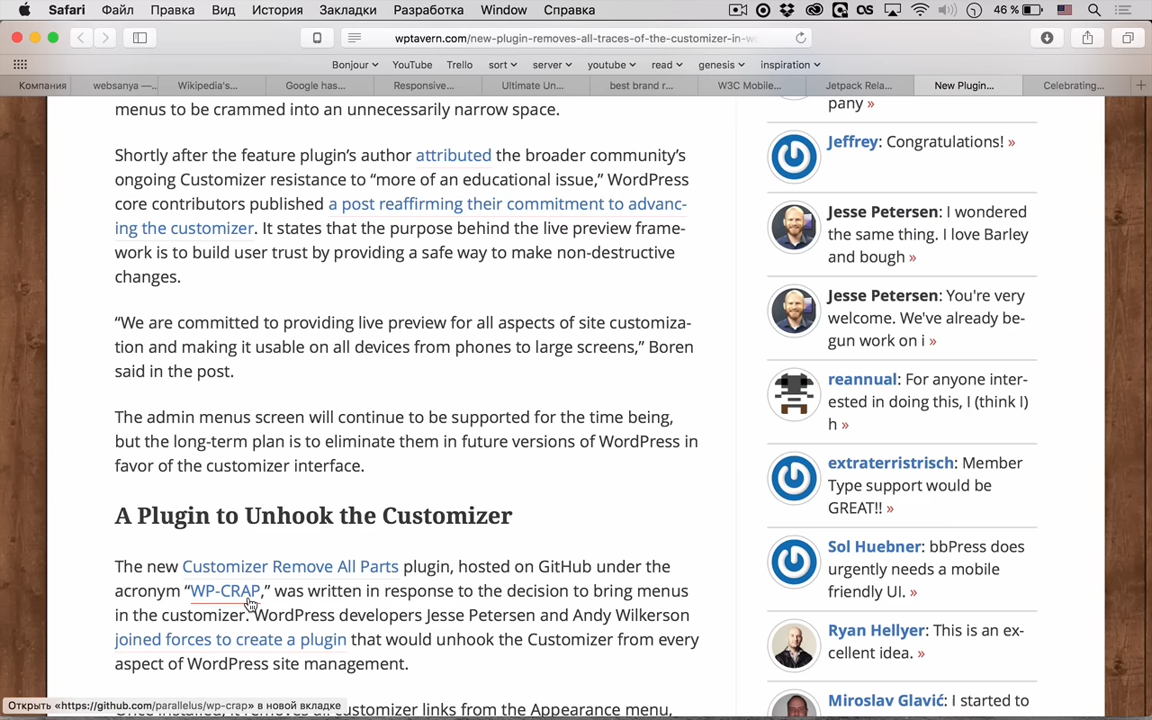 Safari Файл Правка Вид История Закладки Разработка Window Справка 46 %
wptavern.com/new-plugin-removes-all-traces-of-the-customizer-in-w
Bonjour YouTube Trello sort server youtube read genesis inspiration
Компания websanya —... Wikipedia's... Google has... Responsive... Ultimate Un... best brand r... W3C Mobile... Jetpack Rela... New Plugin... Celebrating...
menus to be crammed into an unnecessarily narrow space.
Shortly after the feature plugin’s author attributed the broader community’s
ongoing Customizer resistance to “more of an educational issue,” WordPress
core contributors published a post reaffirming their commitment to advanc-
ing the customizer. It states that the purpose behind the live preview frame-
work is to build user trust by providing a safe way to make non-destructive
changes.
“We are committed to providing live preview for all aspects of site customiza-
tion and making it usable on all devices from phones to large screens,” Boren
said in the post.
The admin menus screen will continue to be supported for the time being,
but the long-term plan is to eliminate them in future versions of WordPress in
favor of the customizer interface.
A Plugin to Unhook the Customizer
The new Customizer Remove All Parts plugin, hosted on GitHub under the
acronym “WP-CRAP,” was written in response to the decision to bring menus
in the customizer. WordPress developers Jesse Petersen and Andy Wilkerson
joined forces to create a plugin that would unhook the Customizer from every
aspect of WordPress site management.
Once installed, it removes all customizer links from the Appearance menu,
pany »
Jeffrey: Congratulations! »
Jesse Petersen: I wondered
the same thing. I love Barley
and bough »
Jesse Petersen: You're very
welcome. We've already be-
gun work on i »
reannual: For anyone inter-
ested in doing this, I (think I)
h »
extraterristrisch: Member
Type support would be
GREAT!! »
Sol Huebner: bbPress does
urgently needs a mobile
friendly UI. »
Ryan Hellyer: This is an ex-
cellent idea. »
Miroslav Glavić: I started to
Открыть «https://github.com/parallelus/wp-crap» в новой вкладке